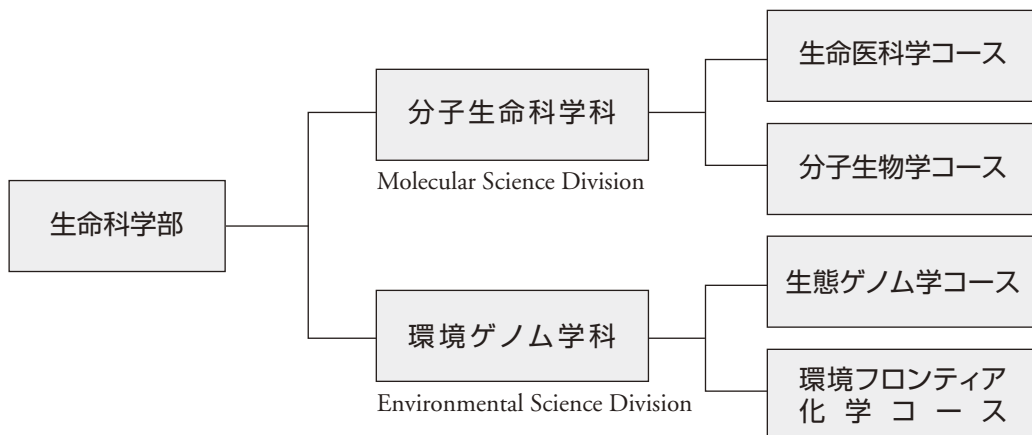 生命科学部
分子生命科学科
Molecular Science Division
生命医科学コース
分子生物学コース
環境ゲノム学科
Environmental Science Division
生態ゲノム学コース
環境フロンティア
化学コース